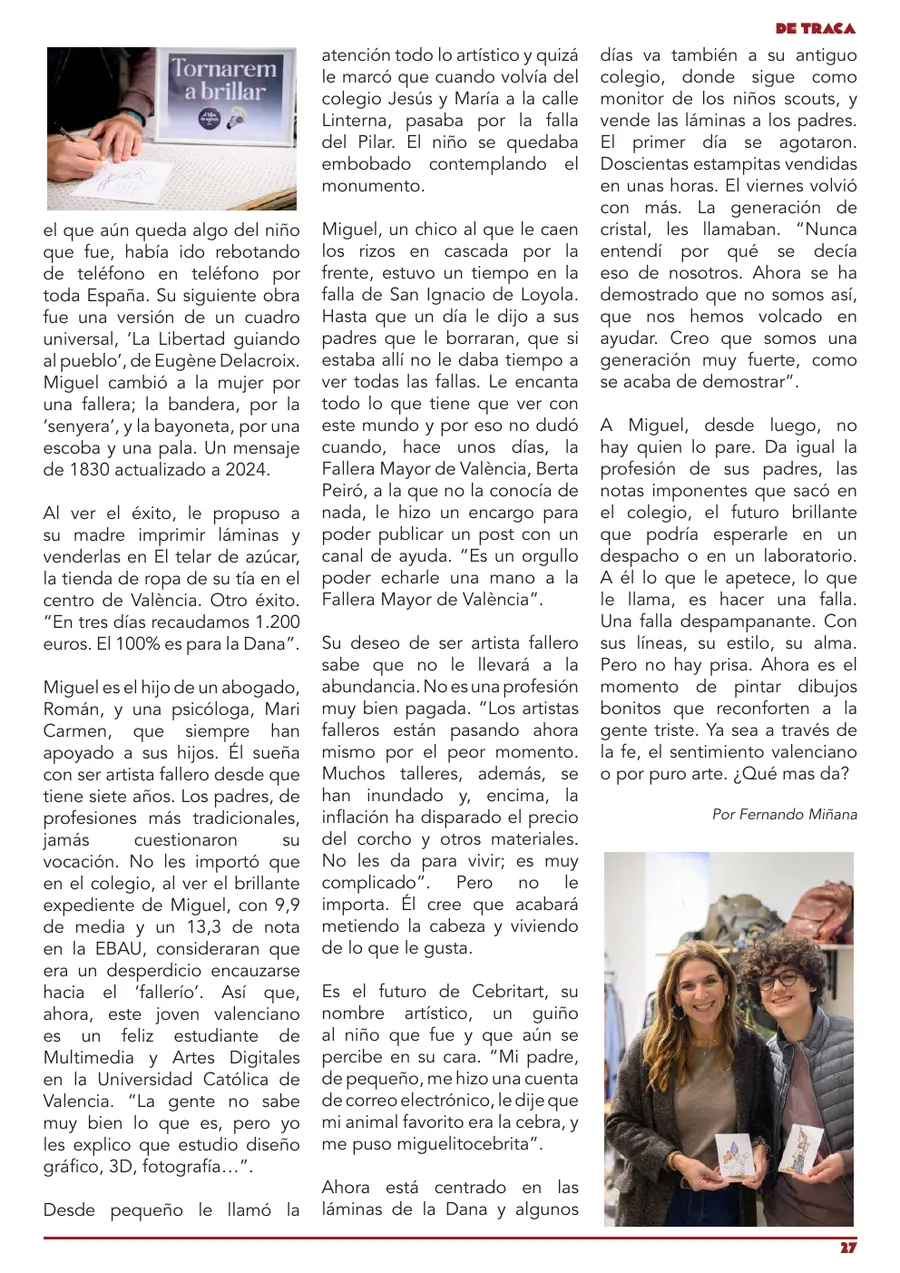 DE TRACA
Tornarem
a brillar
el que aún queda algo del niño
que fue, había ido rebotando
de teléfono en teléfono por
toda España. Su siguiente obra
fue una versión de un cuadro
universal, ‘La Libertad guiando
al pueblo’, de Eugène Delacroix.
Miguel cambió a la mujer por
una fallera; la bandera, por la
‘senyera’, y la bayoneta, por una
escoba y una pala. Un mensaje
de 1830 actualizado a 2024.
Al ver el éxito, le propuso a
su madre imprimir láminas y
venderlas en El telar de azúcar,
la tienda de ropa de su tía en el
centro de València. Otro éxito.
“En tres días recaudamos 1.200
euros. El 100% es para la Dana”.
Miguel es el hijo de un abogado,
Román, y una psicóloga, Mari
Carmen, que siempre han
apoyado a sus hijos. Él sueña
con ser artista fallero desde que
tiene siete años. Los padres, de
profesiones más tradicionales,
jamás cuestionaron su
vocación. No les importó que
en el colegio, al ver el brillante
expediente de Miguel, con 9,9
de media y un 13,3 de nota
en la EBAU, consideraran que
era un desperdicio encauzarse
hacia el ‘fallerío’. Así que,
ahora, este joven valenciano
es un feliz estudiante de
Multimedia y Artes Digitales
en la Universidad Católica de
Valencia. “La gente no sabe
muy bien lo que es, pero yo
les explico que estudio diseño
gráfico, 3D, fotografía…”.
Desde pequeño le llamó la
atención todo lo artístico y quizá
le marcó que cuando volvía del
colegio Jesús y María a la calle
Linterna, pasaba por la falla
del Pilar. El niño se quedaba
embobado contemplando el
monumento.
Miguel, un chico al que le caen
los rizos en cascada por la
frente, estuvo un tiempo en la
falla de San Ignacio de Loyola.
Hasta que un día le dijo a sus
padres que le borraran, que si
estaba allí no le daba tiempo a
ver todas las fallas. Le encanta
todo lo que tiene que ver con
este mundo y por eso no dudó
cuando, hace unos días, la
Fallera Mayor de València, Berta
Peiró, a la que no la conocía de
nada, le hizo un encargo para
poder publicar un post con un
canal de ayuda. “Es un orgullo
poder echarle una mano a la
Fallera Mayor de València”.
Su deseo de ser artista fallero
sabe que no le llevará a la
abundancia. No es una profesión
muy bien pagada. “Los artistas
falleros están pasando ahora
mismo por el peor momento.
Muchos talleres, además, se
han inundado y, encima, la
inflación ha disparado el precio
del corcho y otros materiales.
No les da para vivir; es muy
complicado”. Pero no le
importa. Él cree que acabará
metiendo la cabeza y viviendo
de lo que le gusta.
Es el futuro de Cebritart, su
nombre artístico, un guiño
al niño que fue y que aún se
percibe en su cara. “Mi padre,
de pequeño, me hizo una cuenta
de correo electrónico, le dije que
mi animal favorito era la cebra, y
me puso miguelitocebrita”.
Ahora está centrado en las
láminas de la Dana y algunos
días va también a su antiguo
colegio, donde sigue como
monitor de los niños scouts, y
vende las láminas a los padres.
El primer día se agotaron.
Doscientas estampitas vendidas
en unas horas. El viernes volvió
con más. La generación de
cristal, les llamaban. “Nunca
entendí por qué se decía
eso de nosotros. Ahora se ha
demostrado que no somos así,
que nos hemos volcado en
ayudar. Creo que somos una
generación muy fuerte, como
se acaba de demostrar”.
A Miguel, desde luego, no
hay quien lo pare. Da igual la
profesión de sus padres, las
notas imponentes que sacó en
el colegio, el futuro brillante
que podría esperarle en un
despacho o en un laboratorio.
A él lo que le apetece, lo que
le llama, es hacer una falla.
Una falla despampanante. Con
sus líneas, su estilo, su alma.
Pero no hay prisa. Ahora es el
momento de pintar dibujos
bonitos que reconforten a la
gente triste. Ya sea a través de
la fe, el sentimiento valenciano
o por puro arte. ¿Qué mas da?
Por Fernando Miñana
27